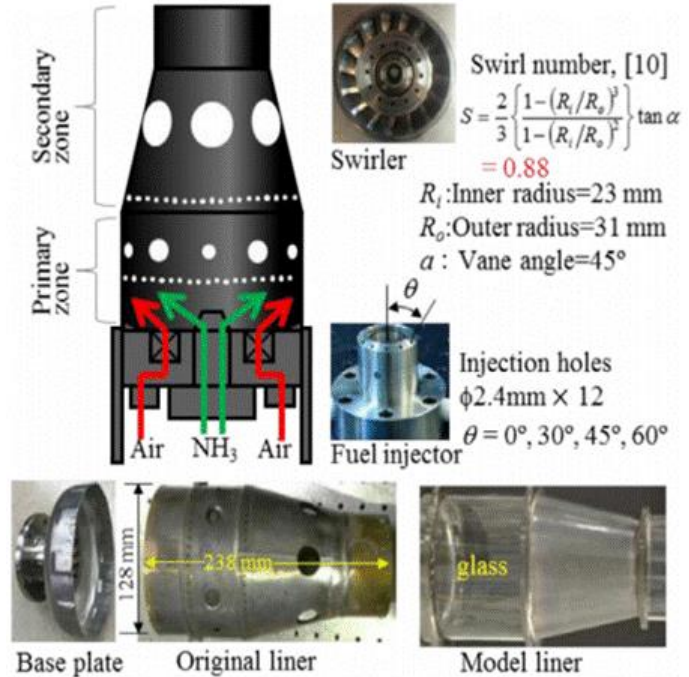 Secondary
zone
Primary
zone
Air NH₃ Air
Swirler
Swirl number, [10]
S = 2/3 { 1-(Rᵢ/Rₒ)³ / 1-(Rᵢ/Rₒ)² } tan α
= 0.88
Rᵢ:Inner radius=23 mm
Rₒ:Outer radius=31 mm
α : Vane angle=45°
θ
Fuel injector
Injection holes
ϕ2.4mm × 12
θ = 0°, 30°, 45°, 60°
128 mm
238 mm
glass
Base plate
Original liner
Model liner